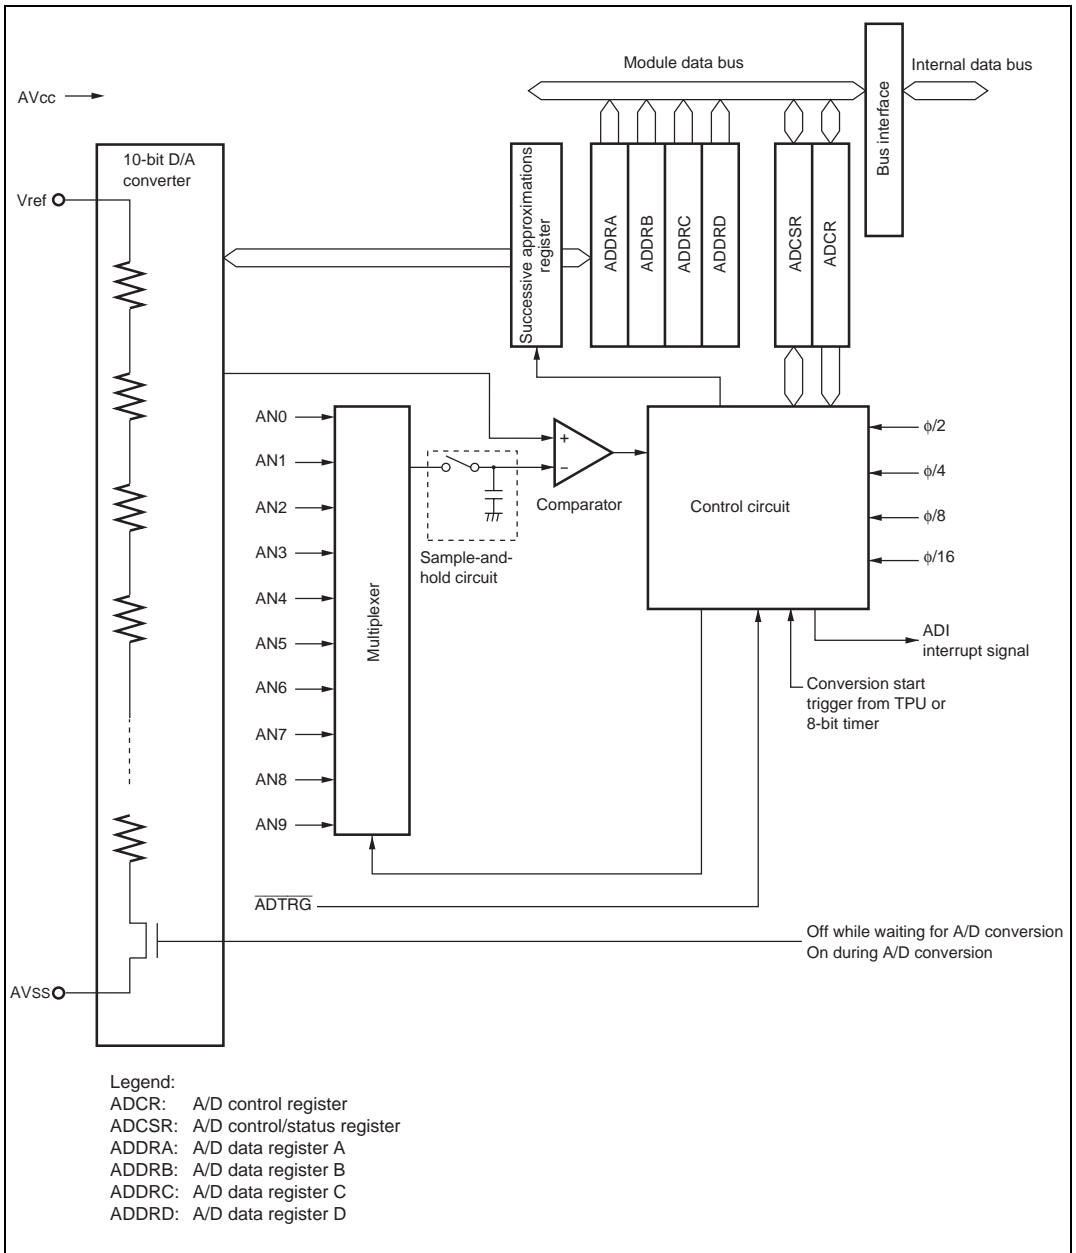 Module data bus
Internal data bus
Bus interface
AVcc
10-bit D/A
converter
Vref
Successive approximations
register
ADDRA
ADDRB
ADDRC
ADDRD
ADCSR
ADCR
AN0
AN1
AN2
AN3
AN4
AN5
AN6
AN7
AN8
AN9
Multiplexer
+
−
Comparator
Sample-and-
hold circuit
Control circuit
ϕ/2
ϕ/4
ϕ/8
ϕ/16
ADI
interrupt signal
Conversion start
trigger from TPU or
8-bit timer
ADTRG
Off while waiting for A/D conversion
On during A/D conversion
AVSS
Legend:
ADCR: A/D control register
ADCSR: A/D control/status register
ADDRA: A/D data register A
ADDRB: A/D data register B
ADDRC: A/D data register C
ADDRD: A/D data register D